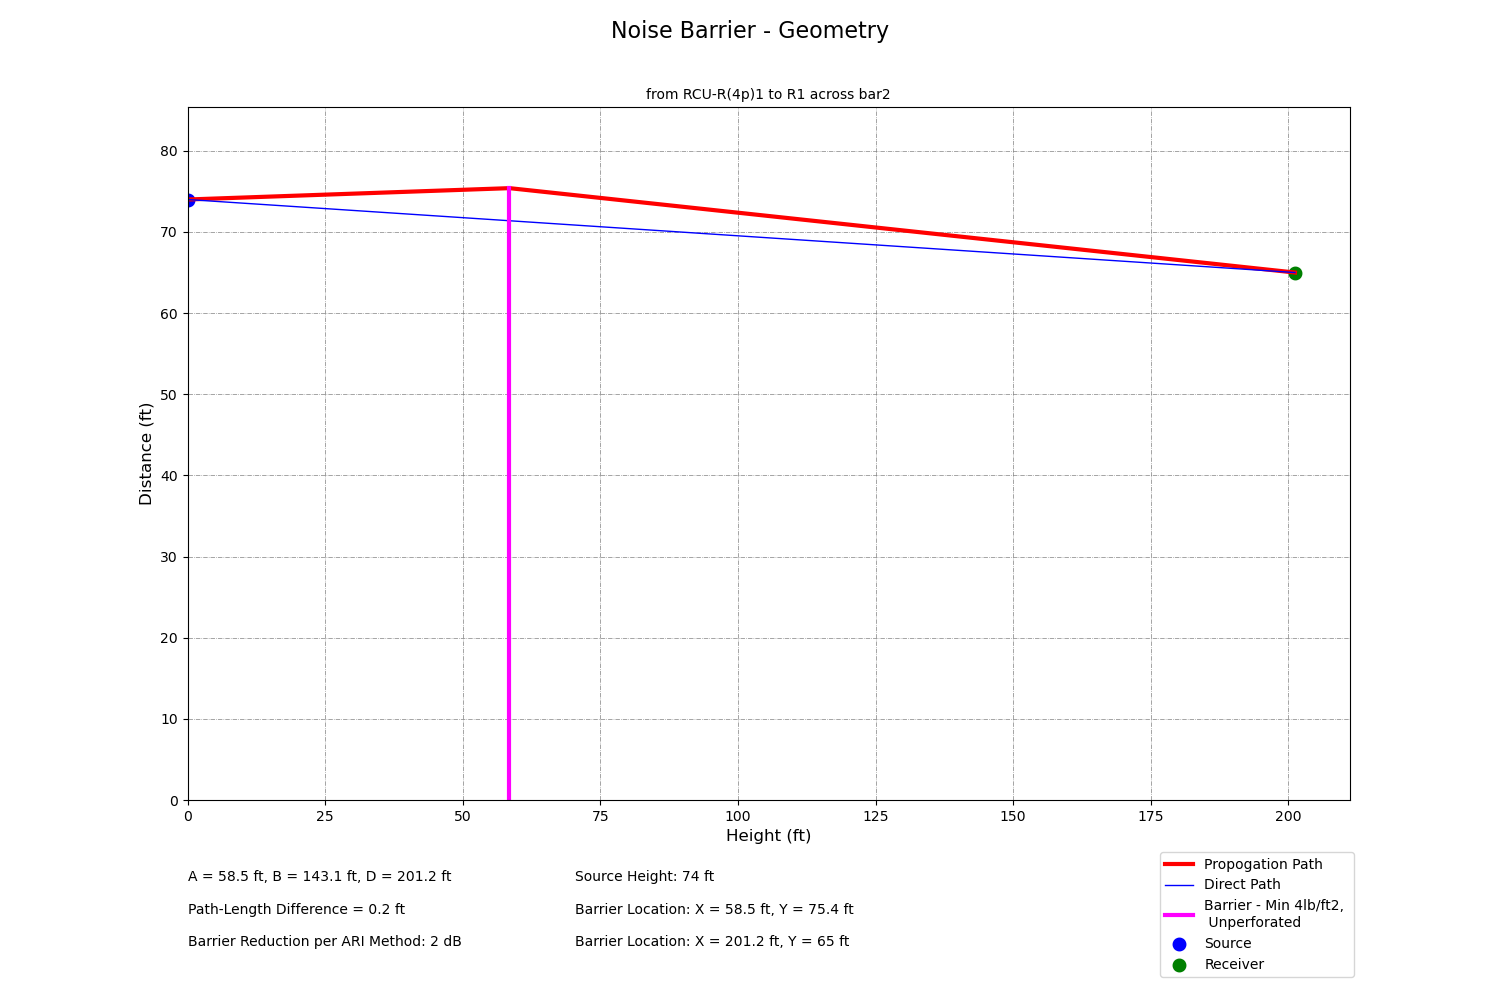 Noise Barrier - Geometry
from RCU-R(4p)1 to R1 across bar2
80
70
60
50
40
30
20
10
0
Distance (ft)
0 25 50 75 100 125 150 175 200
Height (ft)
A = 58.5 ft, B = 143.1 ft, D = 201.2 ft
Path-Length Difference = 0.2 ft
Barrier Reduction per ARI Method: 2 dB
Source Height: 74 ft
Barrier Location: X = 58.5 ft, Y = 75.4 ft
Barrier Location: X = 201.2 ft, Y = 65 ft
Propogation Path
Direct Path
Barrier - Min 4lb/ft2,
Unperforated
Source
Receiver